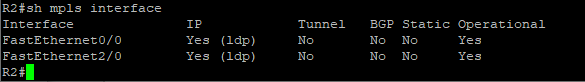 R2#sh mpls interface
Interface              IP            Tunnel   BGP Static Operational
FastEthernet0/0        Yes (ldp)     No       No  No     Yes
FastEthernet2/0        Yes (ldp)     No       No  No     Yes
R2#